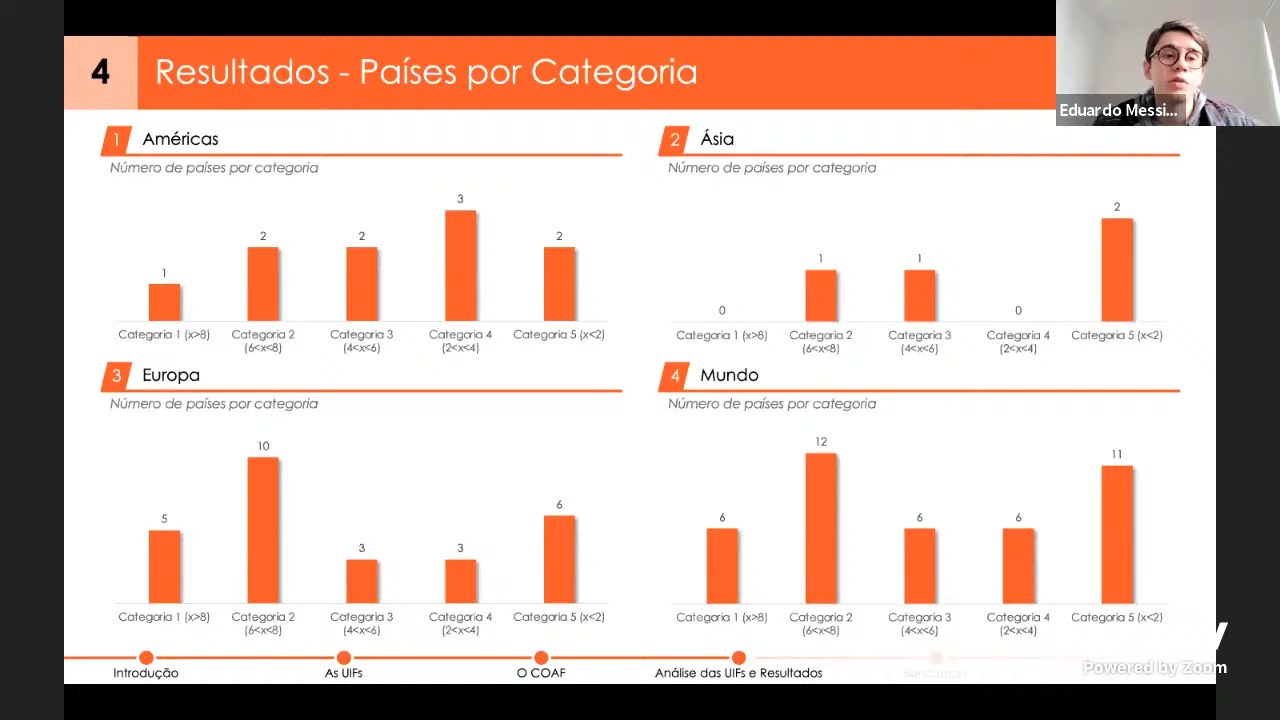 4
Resultados - Países por Categoria
Eduardo Messi...
1 Américas
Número de países por categoria
1
2
2
3
2
Categoria 1 (x>8)
Categoria 2
(6<x<8)
Categoria 3
(4<x<6)
Categoria 4
(2<x<4)
Categoria 5 (x<2)
2 Ásia
Número de países por categoria
0
1
1
0
2
Categoria 1 (x>8)
Categoria 2
(6<x<8)
Categoria 3
(4<x<6)
Categoria 4
(2<x<4)
Categoria 5 (x<2)
3 Europa
Número de países por categoria
5
10
3
3
6
Categoria 1 (x>8)
Categoria 2
(6<x<8)
Categoria 3
(4<x<6)
Categoria 4
(2<x<4)
Categoria 5 (x<2)
4 Mundo
Número de países por categoria
6
12
6
6
11
Categoria 1 (x>8)
Categoria 2
(6<x<8)
Categoria 3
(4<x<6)
Categoria 4
(2<x<4)
Categoria 5 (x<2)
Introdução
As UIFs
O COAF
Análise das UIFs e Resultados
Powered by Zoom